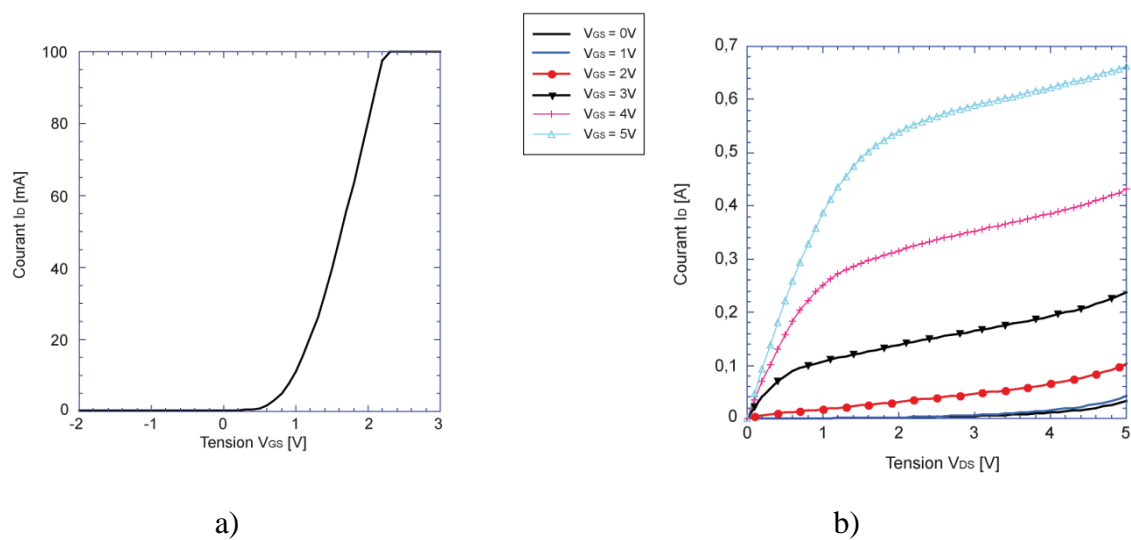 100
80
60
40
20
0
-2 -1 0 1 2 3
Courant ID [mA]
Tension VGS [V]
a)
VGS = 0V
VGS = 1V
VGS = 2V
VGS = 3V
VGS = 4V
VGS = 5V
0,7
0,6
0,5
0,4
0,3
0,2
0,1
0
0 1 2 3 4 5
Courant ID [A]
Tension VDS [V]
b)